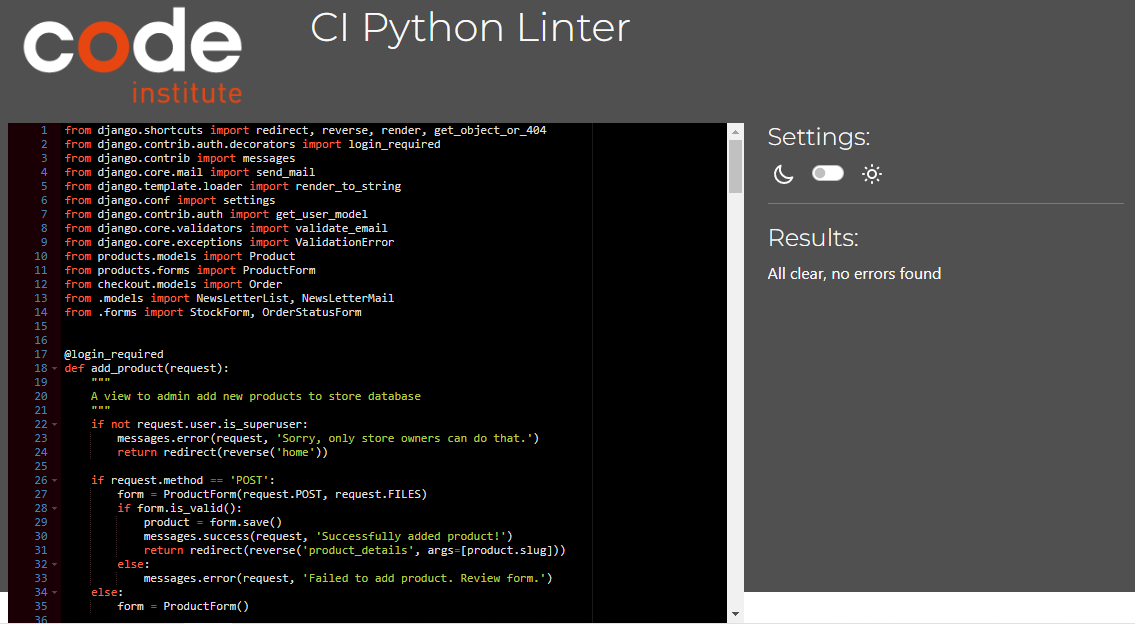 code
institute
CI Python Linter
1 from django.shortcuts import redirect, reverse, render, get_object_or_404
2 from django.contrib.auth.decorators import login_required
3 from django.contrib import messages
4 from django.core.mail import send_mail
5 from django.template.loader import render_to_string
6 from django.conf import settings
7 from django.contrib.auth import get_user_model
8 from django.core.validators import validate_email
9 from django.core.exceptions import ValidationError
10 from products.models import Product
11 from products.forms import ProductForm
12 from checkout.models import Order
13 from .models import NewsLetterList, NewsLetterMail
14 from .forms import StockForm, OrderStatusForm
15
16
17 @login_required
18 def add_product(request):
19     """
20     A view to admin add new products to store database
21     """
22     if not request.user.is_superuser:
23         messages.error(request, 'Sorry, only store owners can do that.')
24         return redirect(reverse('home'))
25
26     if request.method == 'POST':
27         form = ProductForm(request.POST, request.FILES)
28         if form.is_valid():
29             product = form.save()
30             messages.success(request, 'Successfully added product!')
31             return redirect(reverse('product_details', args=[product.slug]))
32         else:
33             messages.error(request, 'Failed to add product. Review form.')
34     else:
35         form = ProductForm()
36
Settings:
Results:
All clear, no errors found